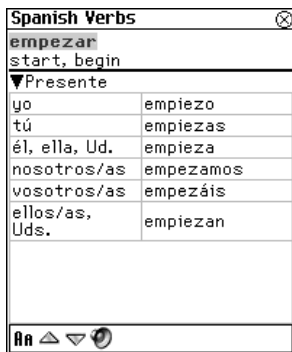 Spanish Verbs
empezar
start, begin
▼Presente
yo empiezo
tú empiezas
él, ella, Ud. empieza
nosotros/as empezamos
vosotros/as empezáis
ellos/as,
Uds. empiezan
Aa